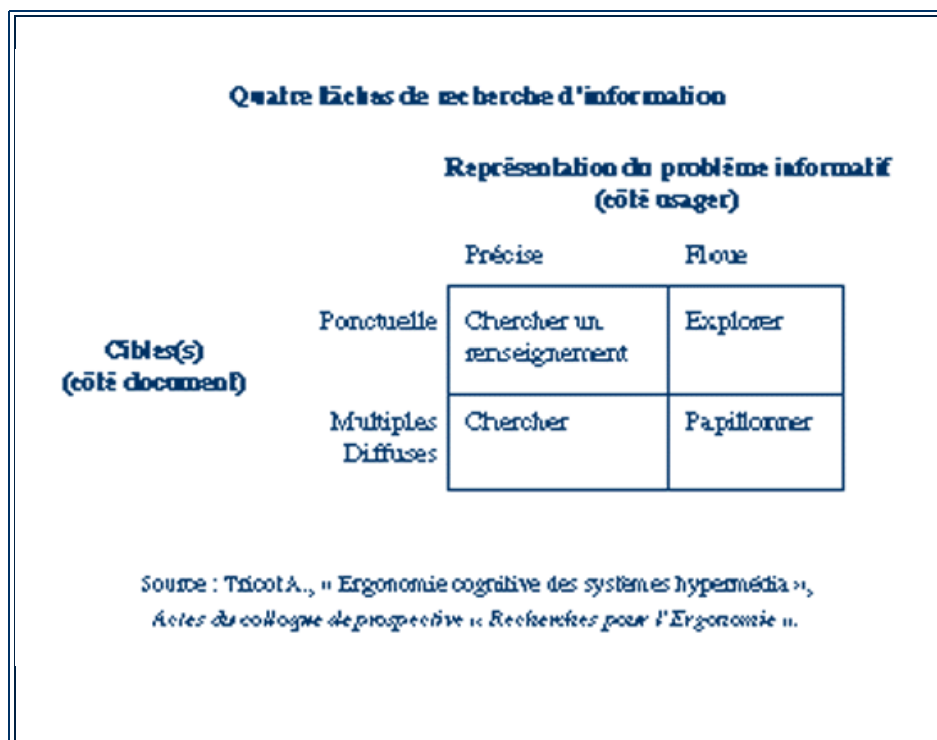 Quatre tâches de recherche d'information
Représentation du problème informatif
(côté usager)
Précise Floue
Ponctuelle Chercher un Explorer
renseignement
Cibles(s)
(côté document)
Multiples Chercher Papillonner
Diffuses
Source : Tricot A., « Ergonomie cognitive des systèmes hypermédia »,
Actes du colloque de prospective « Recherches pour l'Ergonomie ».